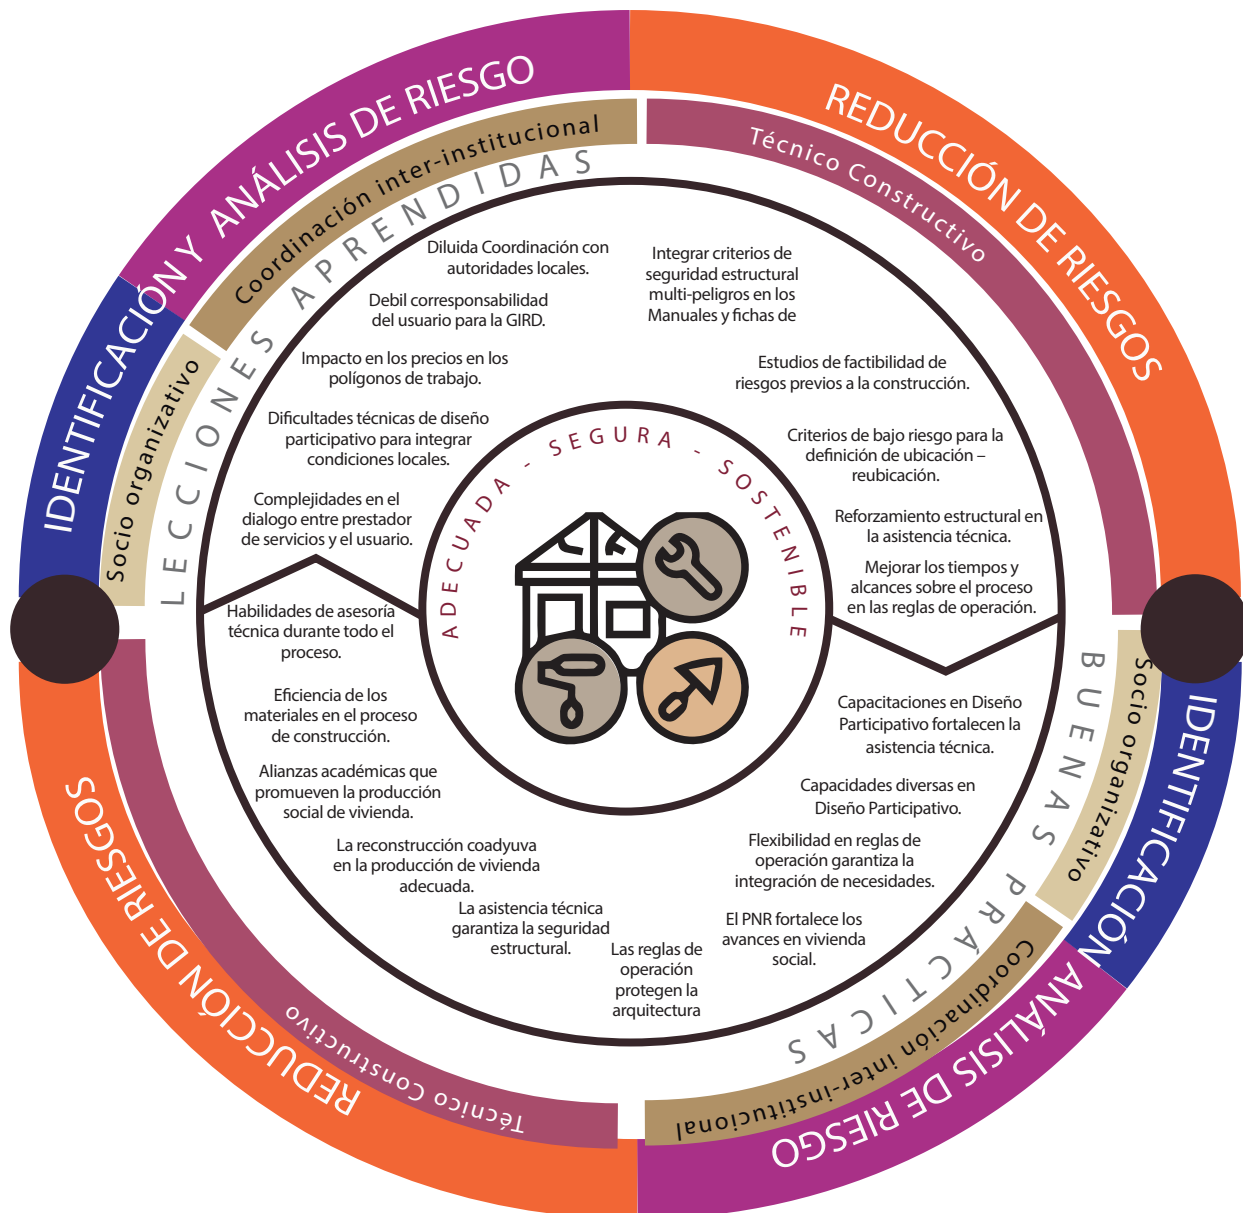 IDENTIFICACIÓN Y ANÁLISIS DE RIESGO
REDUCCIÓN DE RIESGOS
Socio organizativo
Coordinación inter-institucional
Técnico Constructivo
LECCIONES APRENDIDAS
Diluida Coordinación con
autoridades locales.
Debil corresponsabilidad
del usuario para la GIRD.
Impacto en los precios en los
polígonos de trabajo.
Dificultades técnicas de diseño
participativo para integrar
condiciones locales.
Complejidades en el
dialogo entre prestador
de servicios y el usuario.
Integrar criterios de
seguridad estructural
multi-peligros en los
Manuales y fichas de
Estudios de factibilidad de
riesgos previos a la construcción.
Criterios de bajo riesgo para la
definición de ubicación –
reubicación.
Reforzamiento estructural en
la asistencia técnica.
Mejorar los tiempos y
alcances sobre el proceso
en las reglas de operación.
ADECUADA - SEGURA - SOSTENIBLE
Habilidades de asesoría
técnica durante todo el
proceso.
Eficiencia de los
materiales en el proceso
de construcción.
Alianzas académicas que
promueven la producción
social de vivienda.
La reconstrucción coadyuva
en la producción de vivienda
adecuada.
La asistencia técnica
garantiza la seguridad
estructural.
Las reglas de
operación
protegen la
arquitectura
Capacitaciones en Diseño
Participativo fortalecen la
asistencia técnica.
Capacidades diversas en
Diseño Participativo.
Flexibilidad en reglas de
operación garantiza la
integración de necesidades.
El PNR fortalece los
avances en vivienda
social.
BUENAS PRÁCTICAS
Socio organizativo
Coordinación inter-institucional
Técnico Constructivo
IDENTIFICACIÓN
ANÁLISIS DE RIESGO
REDUCCIÓN DE RIESGOS